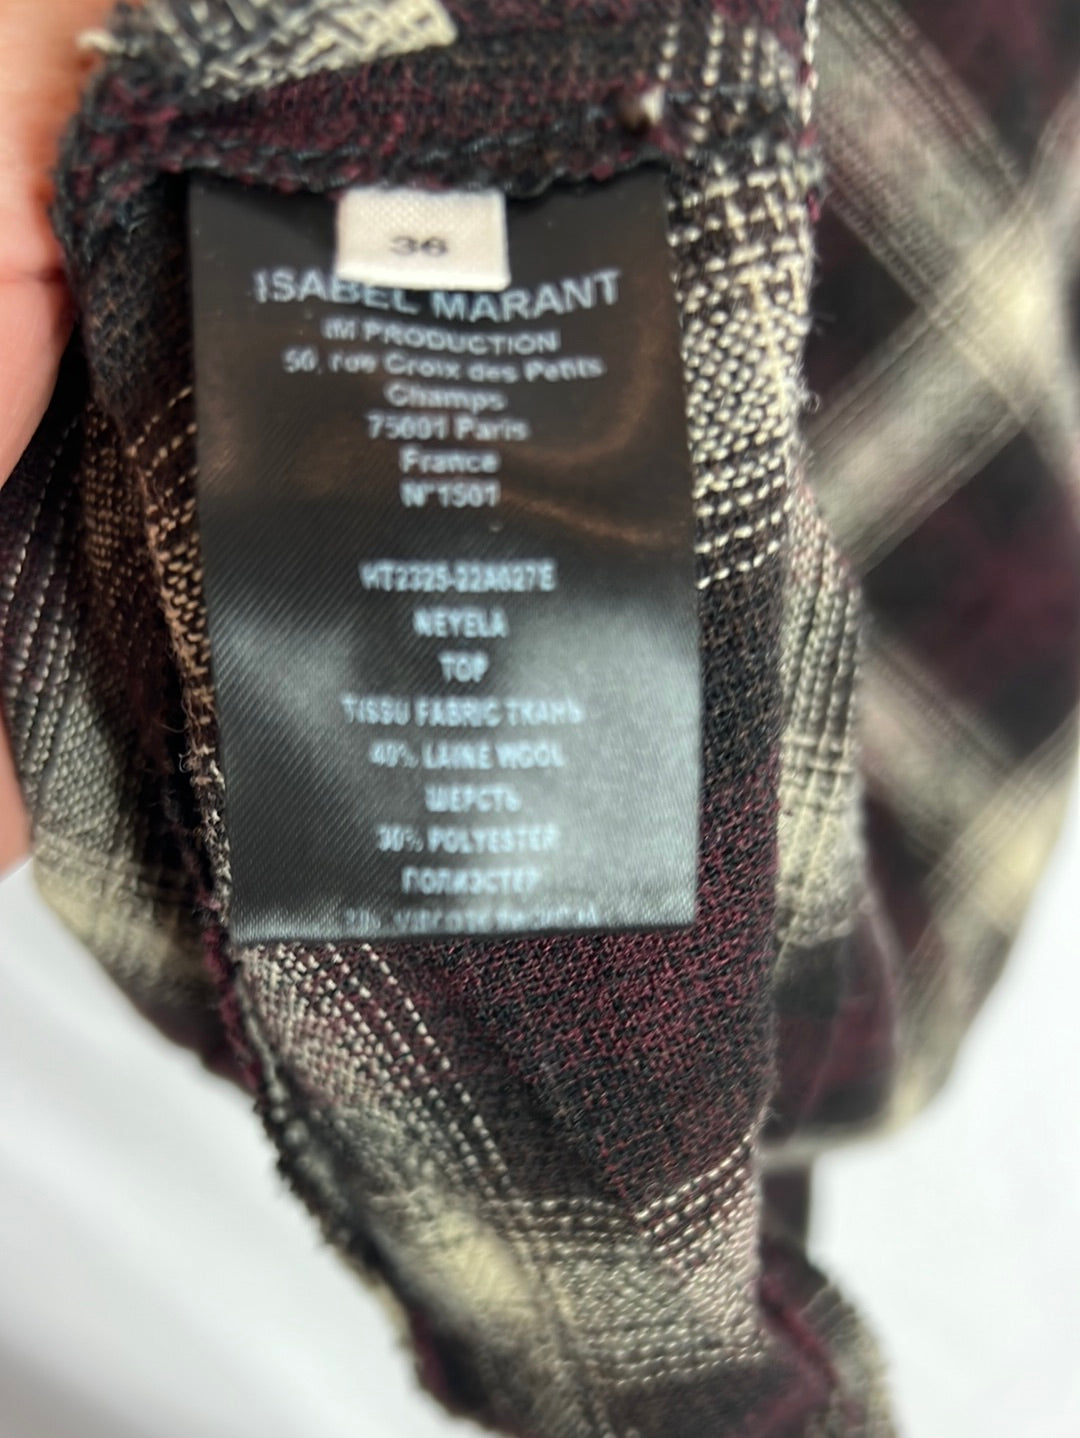 36
ISABEL MARANT
IM PRODUCTION
50, rue Croix des Petits
Champs
75001 Paris
France
N°1501
HT2325-22A027E
NEYELA
TOP
TISSU FABRIC ТКАНЬ
40% LAINE WOOL
ШЕРСТЬ
30% POLYESTER
ПОЛИЭСТЕР